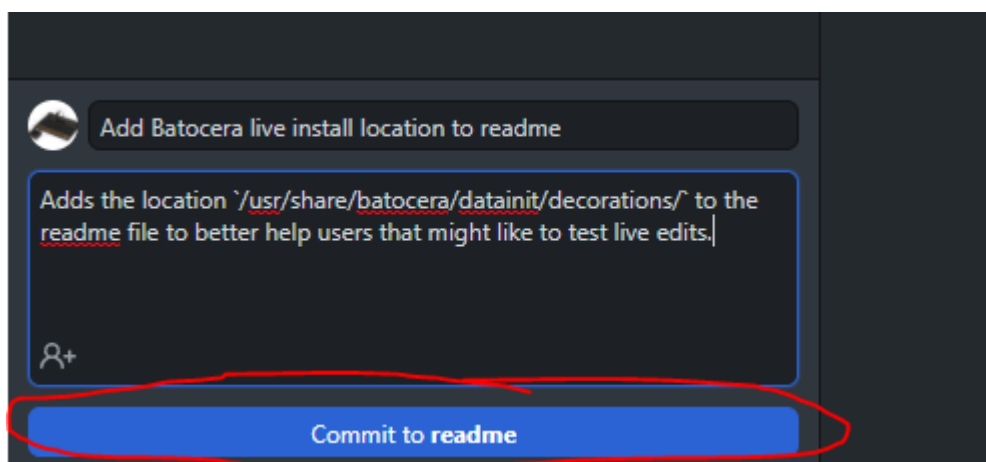 Add Batocera live install location to readme
Adds the location `/usr/share/batocera/datainit/decorations/` to the
readme file to better help users that might like to test live edits.
Commit to readme